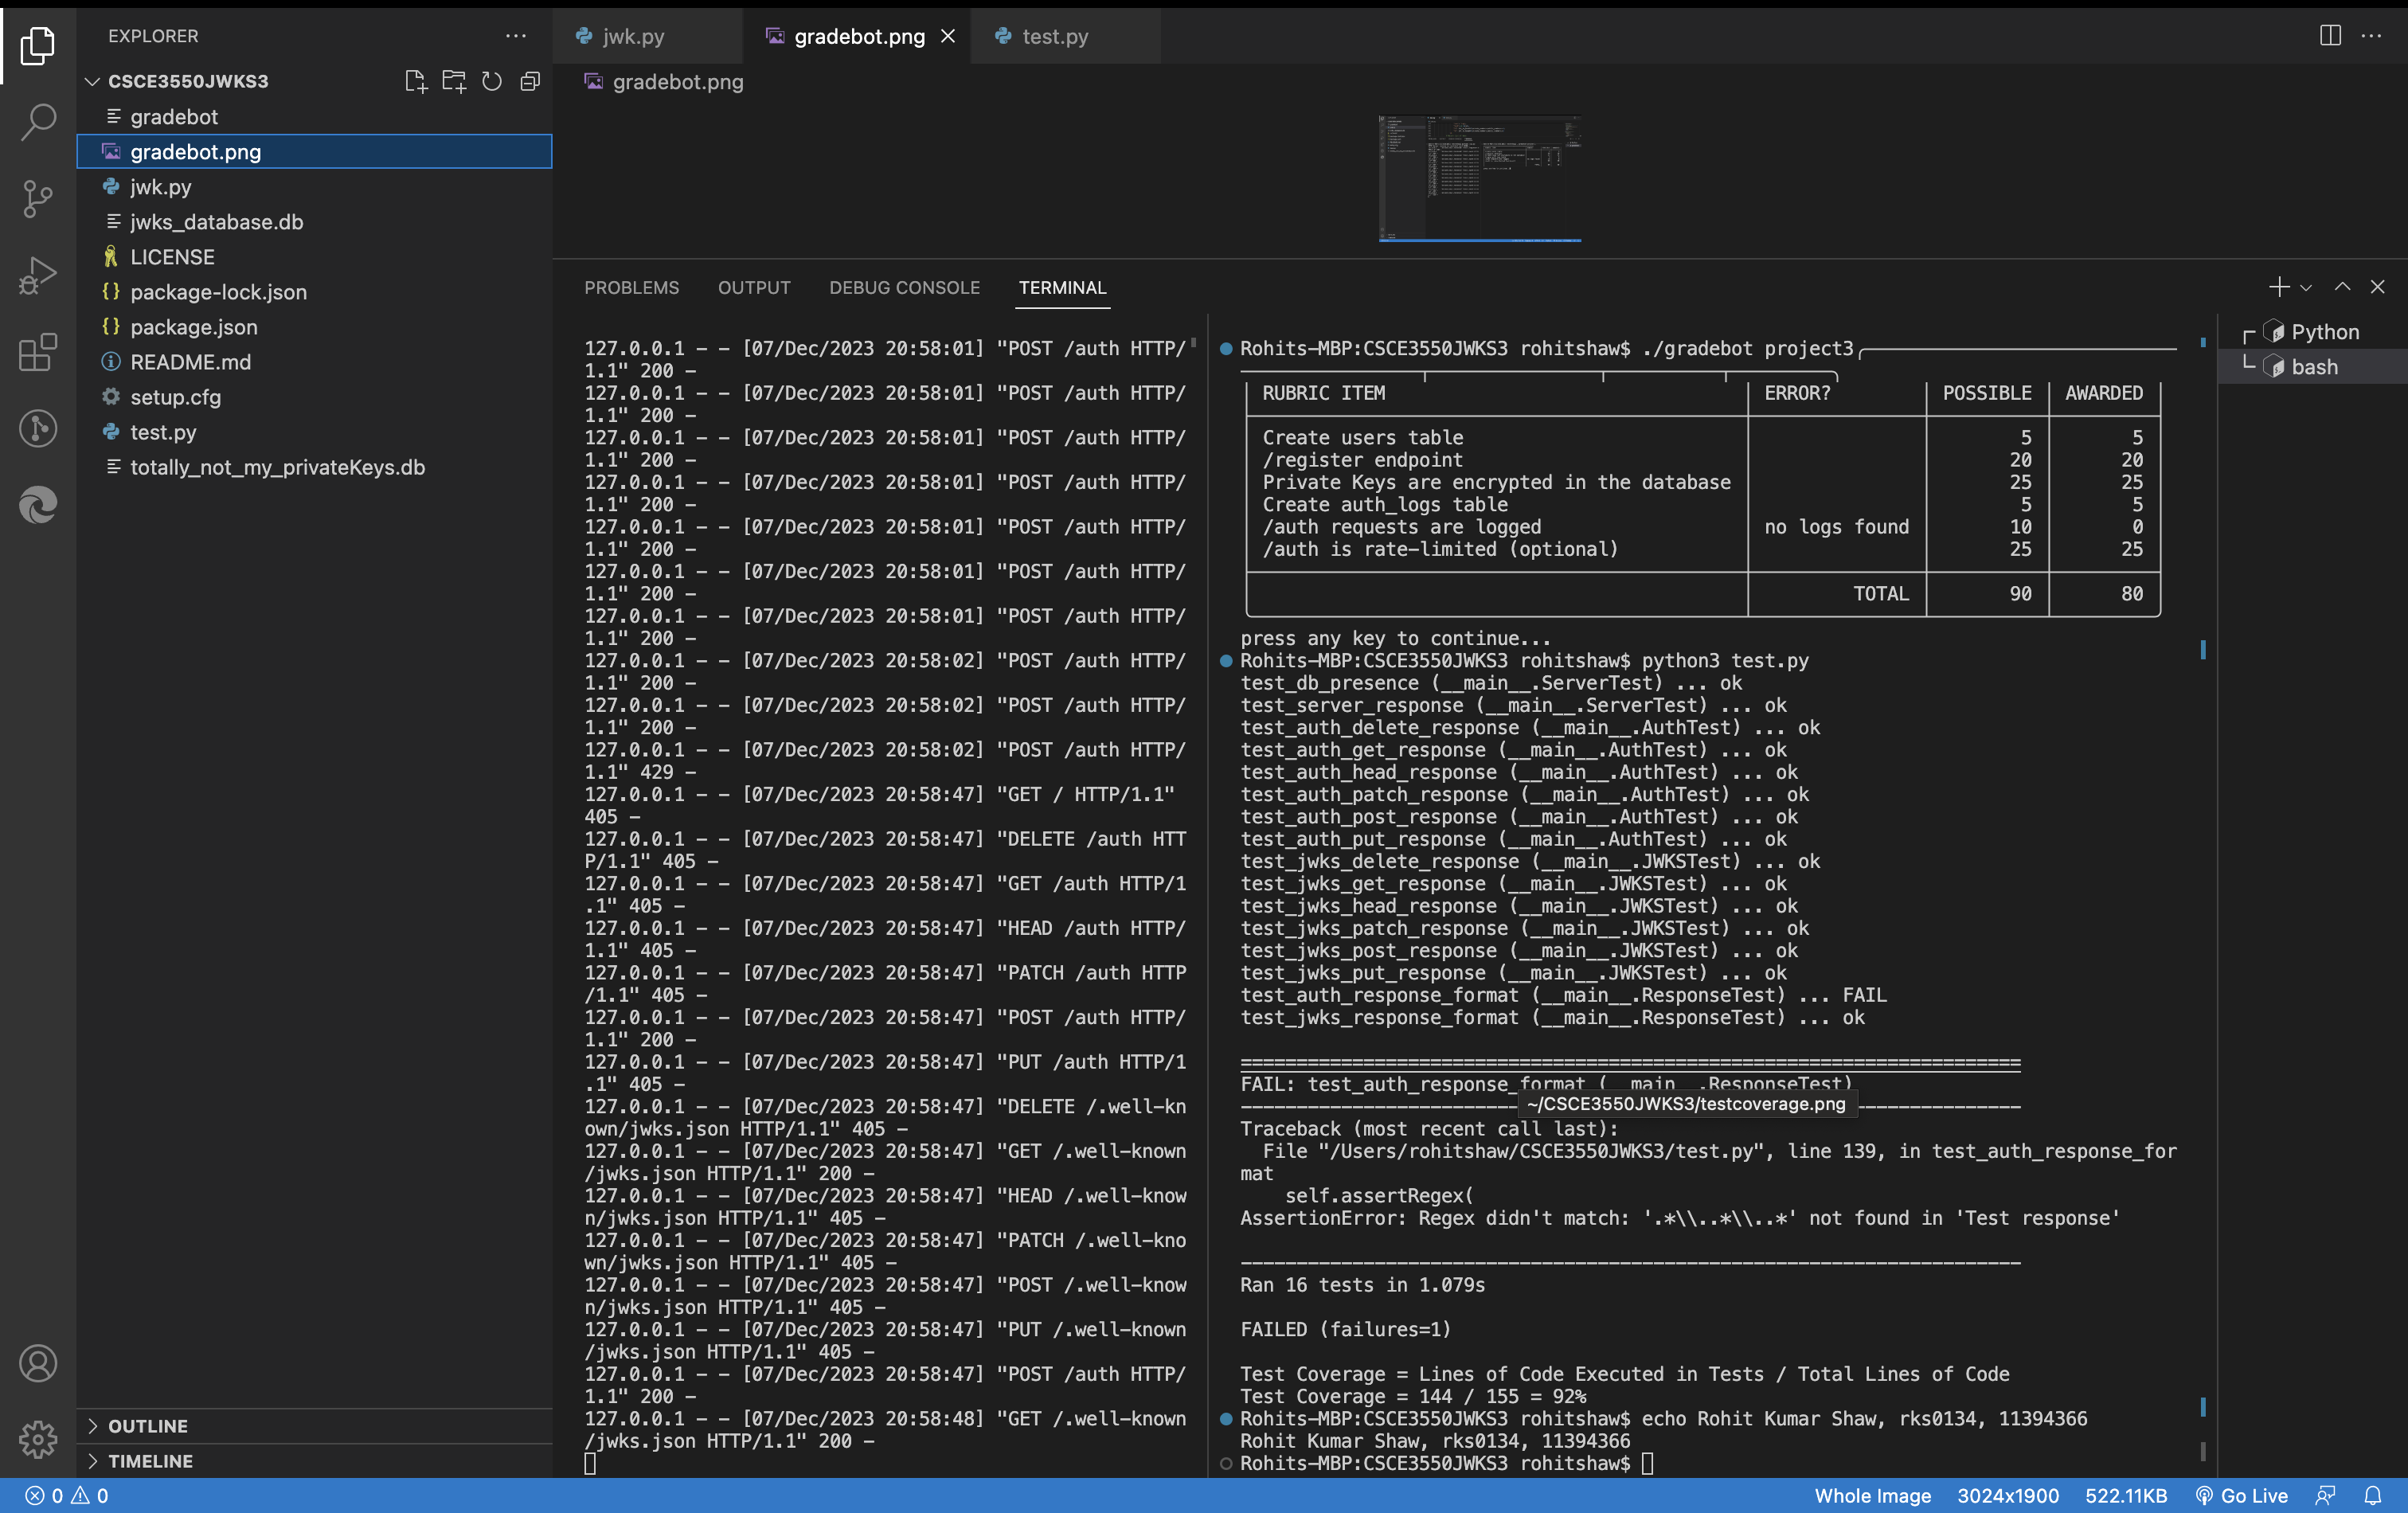 EXPLORER
CSCE3550JWKS3
gradebot
gradebot.png
jwk.py
jwks_database.db
LICENSE
package-lock.json
package.json
README.md
setup.cfg
test.py
totally_not_my_privateKeys.db
OUTLINE
TIMELINE
jwk.py
gradebot.png
test.py
gradebot.png
PROBLEMS
OUTPUT
DEBUG CONSOLE
TERMINAL
127.0.0.1 - - [07/Dec/2023 20:58:01] "POST /auth HTTP/
1.1" 200 -
127.0.0.1 - - [07/Dec/2023 20:58:01] "POST /auth HTTP/
1.1" 200 -
127.0.0.1 - - [07/Dec/2023 20:58:01] "POST /auth HTTP/
1.1" 200 -
127.0.0.1 - - [07/Dec/2023 20:58:01] "POST /auth HTTP/
1.1" 200 -
127.0.0.1 - - [07/Dec/2023 20:58:01] "POST /auth HTTP/
1.1" 200 -
127.0.0.1 - - [07/Dec/2023 20:58:01] "POST /auth HTTP/
1.1" 200 -
127.0.0.1 - - [07/Dec/2023 20:58:01] "POST /auth HTTP/
1.1" 200 -
127.0.0.1 - - [07/Dec/2023 20:58:02] "POST /auth HTTP/
1.1" 200 -
127.0.0.1 - - [07/Dec/2023 20:58:02] "POST /auth HTTP/
1.1" 200 -
127.0.0.1 - - [07/Dec/2023 20:58:02] "POST /auth HTTP/
1.1" 429 -
127.0.0.1 - - [07/Dec/2023 20:58:47] "GET / HTTP/1.1"
405 -
127.0.0.1 - - [07/Dec/2023 20:58:47] "DELETE /auth HTT
P/1.1" 405 -
127.0.0.1 - - [07/Dec/2023 20:58:47] "GET /auth HTTP/1
.1" 405 -
127.0.0.1 - - [07/Dec/2023 20:58:47] "HEAD /auth HTTP/
1.1" 405 -
127.0.0.1 - - [07/Dec/2023 20:58:47] "PATCH /auth HTTP
/1.1" 405 -
127.0.0.1 - - [07/Dec/2023 20:58:47] "POST /auth HTTP/
1.1" 200 -
127.0.0.1 - - [07/Dec/2023 20:58:47] "PUT /auth HTTP/1
.1" 405 -
127.0.0.1 - - [07/Dec/2023 20:58:47] "DELETE /.well-kn
own/jwks.json HTTP/1.1" 405 -
127.0.0.1 - - [07/Dec/2023 20:58:47] "GET /.well-known
/jwks.json HTTP/1.1" 200 -
127.0.0.1 - - [07/Dec/2023 20:58:47] "HEAD /.well-know
n/jwks.json HTTP/1.1" 405 -
127.0.0.1 - - [07/Dec/2023 20:58:47] "PATCH /.well-kno
wn/jwks.json HTTP/1.1" 405 -
127.0.0.1 - - [07/Dec/2023 20:58:47] "POST /.well-know
n/jwks.json HTTP/1.1" 405 -
127.0.0.1 - - [07/Dec/2023 20:58:47] "PUT /.well-known
/jwks.json HTTP/1.1" 405 -
127.0.0.1 - - [07/Dec/2023 20:58:47] "POST /auth HTTP/
1.1" 200 -
127.0.0.1 - - [07/Dec/2023 20:58:48] "GET /.well-known
/jwks.json HTTP/1.1" 200 -
Rohits-MBP:CSCE3550JWKS3 rohitshaw$ ./gradebot project3
RUBRIC ITEM ERROR? POSSIBLE AWARDED
Create users table 5 5
/register endpoint 20 20
Private Keys are encrypted in the database 25 25
Create auth_logs table 5 5
/auth requests are logged no logs found 10 0
/auth is rate-limited (optional) 25 25
TOTAL 90 80
press any key to continue...
Rohits-MBP:CSCE3550JWKS3 rohitshaw$ python3 test.py
test_db_presence (__main__.ServerTest) ... ok
test_server_response (__main__.ServerTest) ... ok
test_auth_delete_response (__main__.AuthTest) ... ok
test_auth_get_response (__main__.AuthTest) ... ok
test_auth_head_response (__main__.AuthTest) ... ok
test_auth_patch_response (__main__.AuthTest) ... ok
test_auth_post_response (__main__.AuthTest) ... ok
test_auth_put_response (__main__.AuthTest) ... ok
test_jwks_delete_response (__main__.JWKSTest) ... ok
test_jwks_get_response (__main__.JWKSTest) ... ok
test_jwks_head_response (__main__.JWKSTest) ... ok
test_jwks_patch_response (__main__.JWKSTest) ... ok
test_jwks_post_response (__main__.JWKSTest) ... ok
test_jwks_put_response (__main__.JWKSTest) ... ok
test_auth_response_format (__main__.ResponseTest) ... FAIL
test_jwks_response_format (__main__.ResponseTest) ... ok
======================================================================
FAIL: test_auth_response_format (__main__.ResponseTest)
~/CSCE3550JWKS3/testcoverage.png
Traceback (most recent call last):
File "/Users/rohitshaw/CSCE3550JWKS3/test.py", line 139, in test_auth_response_for
mat
self.assertRegex(
AssertionError: Regex didn't match: '.*\\..*\\..*' not found in 'Test response'
----------------------------------------------------------------------
Ran 16 tests in 1.079s
FAILED (failures=1)
Test Coverage = Lines of Code Executed in Tests / Total Lines of Code
Test Coverage = 144 / 155 = 92%
Rohits-MBP:CSCE3550JWKS3 rohitshaw$ echo Rohit Kumar Shaw, rks0134, 11394366
Rohit Kumar Shaw, rks0134, 11394366
Rohits-MBP:CSCE3550JWKS3 rohitshaw$
Python
bash
0 0
Whole Image 3024x1900 522.11KB Go Live